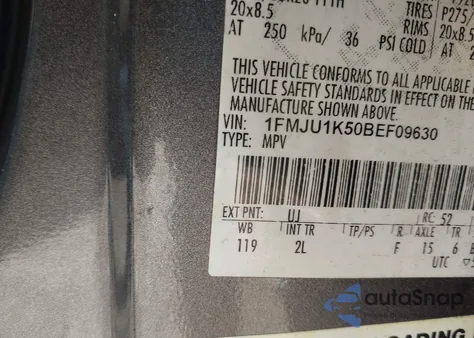 20x8.5
TIRES P275/
RIMS
AT 250 kPa/ 36 PSI COLD
20x8.5
AT
THIS VEHICLE CONFORMS TO ALL APPLICABLE
VEHICLE SAFETY STANDARDS IN EFFECT ON THE
MANUFACTURE SHOWN ABOVE.
VIN: 1FMJU1K50BEF09630
TYPE: MPV
EXT PNT: UJ RC: 52
WB INT TR TP/PS R AXLE TR
119 2L F 15 6
UTC
autoSnap